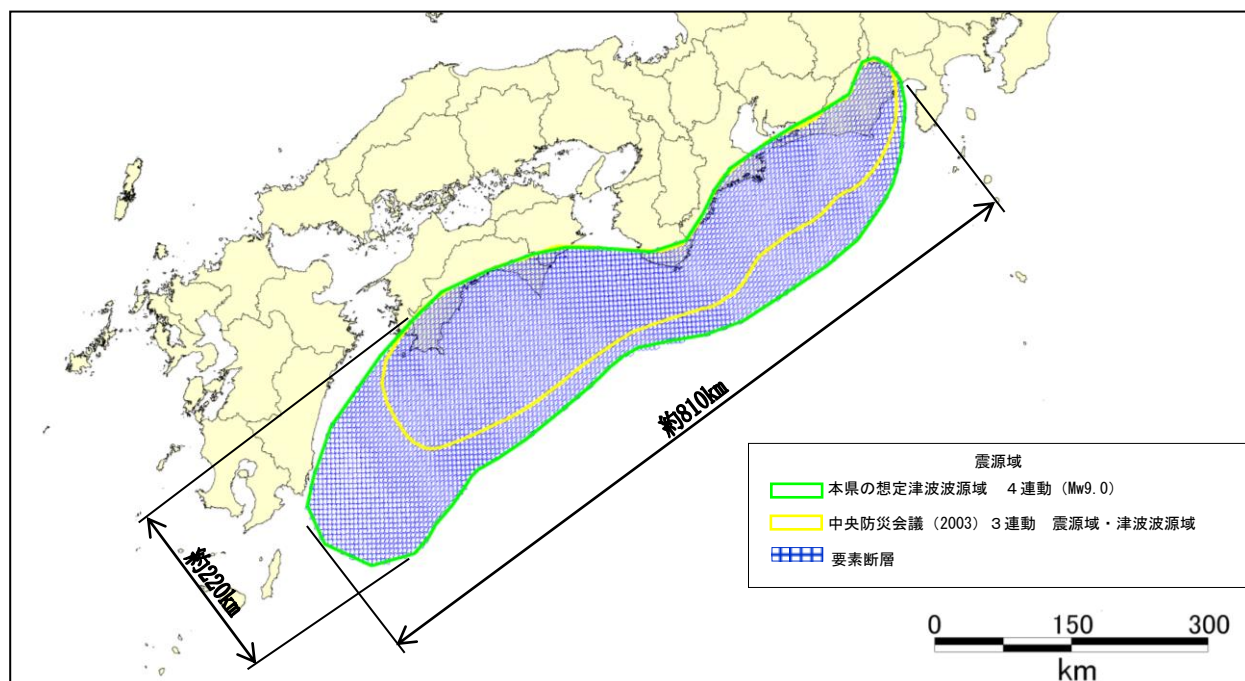 約810km
約220km
震源域
本県の想定津波波源域 4連動（Mw9.0）
中央防災会議（2003）3連動 震源域・津波波源域
要素断層
0 150 300
km